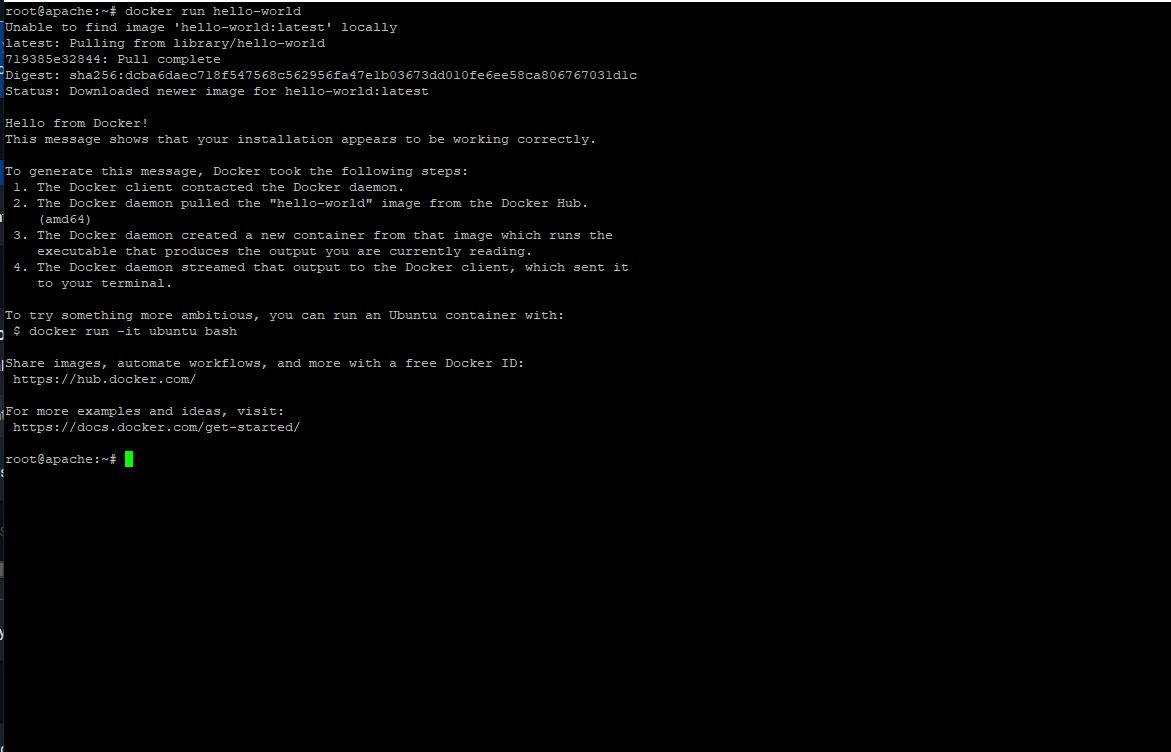 root@apache:~# docker run hello-world
Unable to find image 'hello-world:latest' locally
latest: Pulling from library/hello-world
719385e32844: Pull complete
Digest: sha256:dcba6daec718f547568c562956fa47e1b03673dd010fe6ee58ca806767031d1c
Status: Downloaded newer image for hello-world:latest

Hello from Docker!
This message shows that your installation appears to be working correctly.

To generate this message, Docker took the following steps:
 1. The Docker client contacted the Docker daemon.
 2. The Docker daemon pulled the "hello-world" image from the Docker Hub.
    (amd64)
 3. The Docker daemon created a new container from that image which runs the
    executable that produces the output you are currently reading.
 4. The Docker daemon streamed that output to the Docker client, which sent it
    to your terminal.

To try something more ambitious, you can run an Ubuntu container with:
 $ docker run -it ubuntu bash

Share images, automate workflows, and more with a free Docker ID:
 https://hub.docker.com/

For more examples and ideas, visit:
 https://docs.docker.com/get-started/

root@apache:~#